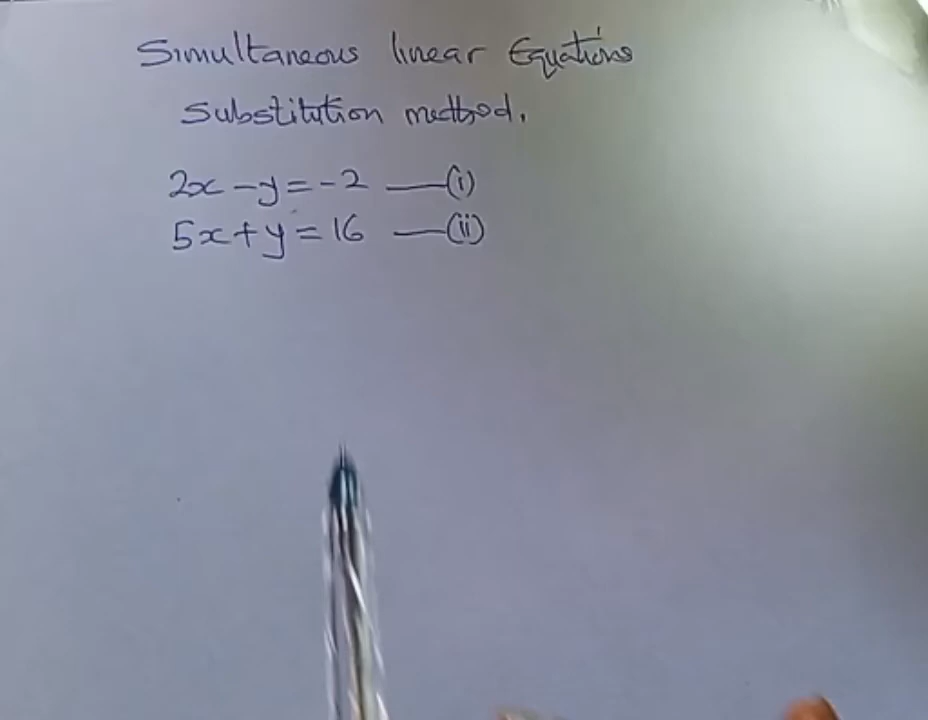 Simultaneous linear Equations
Substitution method.
2x - y = -2 —(i)
5x + y = 16 —(ii)